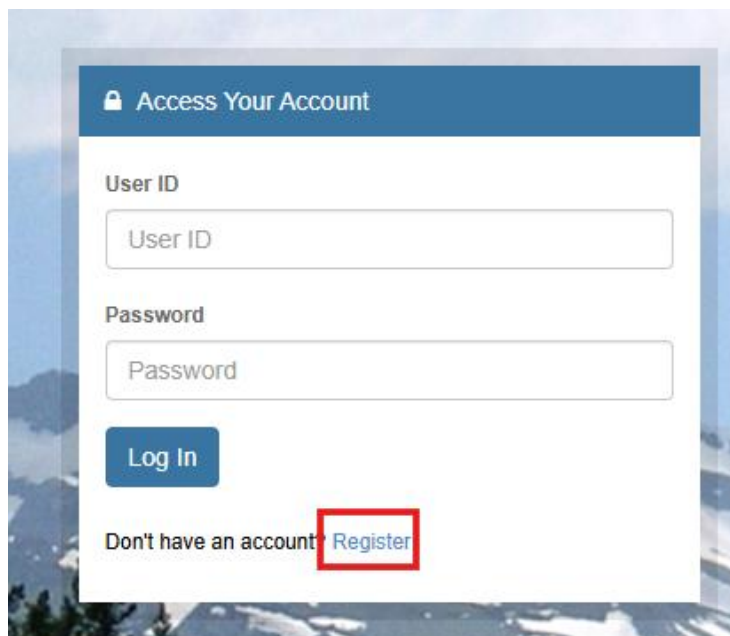 Access Your Account
User ID
User ID
Password
Password
Log In
Don't have an account? Register